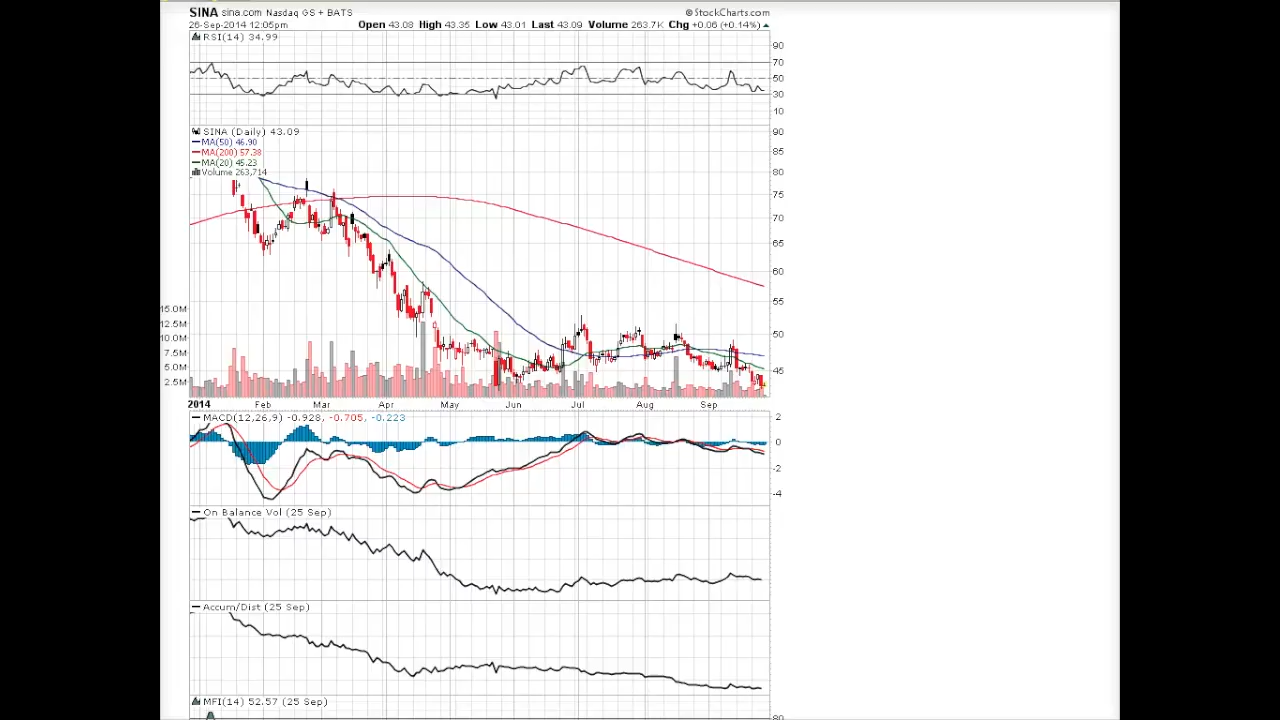 SINA sina.com Nasdaq GS + BATS
© StockCharts.com
26-Sep-2014 12:05pm
Open 43.08 High 43.35 Low 43.01 Last 43.09 Volume 263.7K Chg +0.06 (+0.14%)
RSI(14) 34.99
90
70
50
30
10
SINA (Daily) 43.09
MA(50) 46.90
MA(200) 57.38
MA(20) 45.23
Volume 263,714
90
85
80
75
70
65
60
55
50
45
15.0M
12.5M
10.0M
7.5M
5.0M
2.5M
2014 Feb Mar Apr May Jun Jul Aug Sep
MACD(12,26,9) -0.928, -0.705, -0.223
2
0
-2
-4
On Balance Vol (25 Sep)
Accum/Dist (25 Sep)
MFI(14) 52.57 (25 Sep)
80